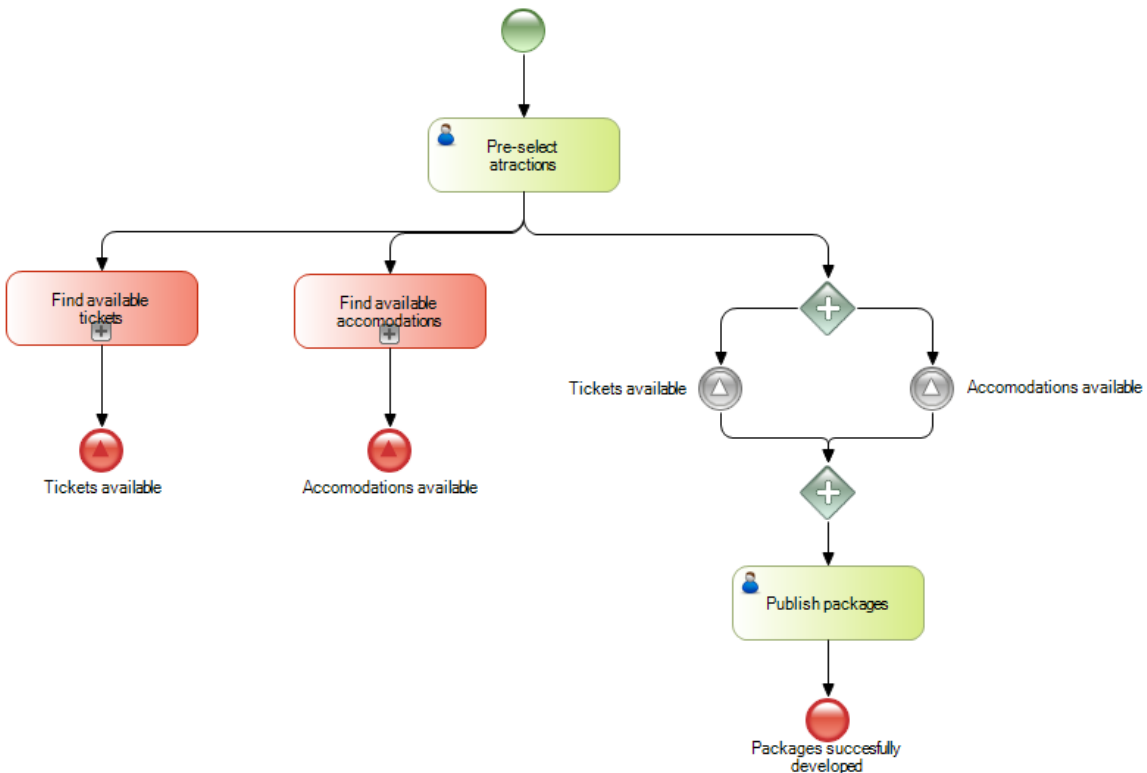 Pre-select
atractions
Find available
tickets
Find available
accomodations
Tickets available
Accomodations available
Tickets available
Accomodations available
Publish packages
Packages succesfully
developed